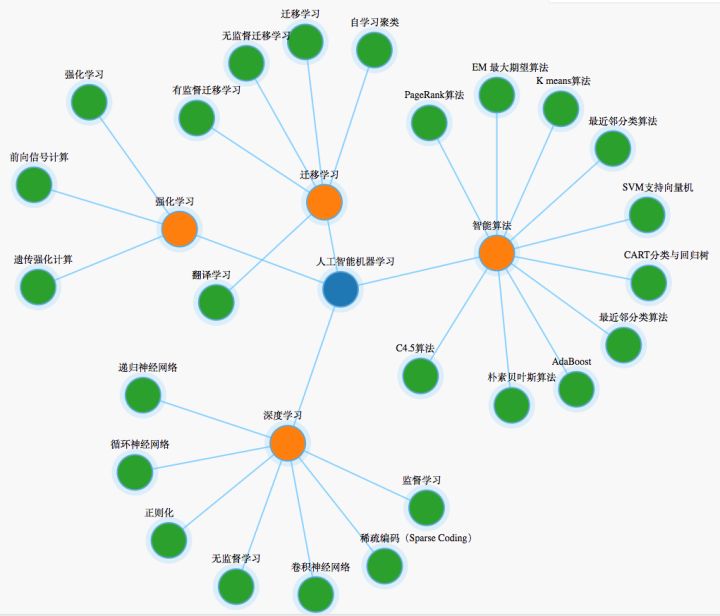 迁移学习
自学习聚类
无监督迁移学习
EM 最大期望算法
强化学习
K means算法
有监督迁移学习
PageRank算法
最近邻分类算法
前向信号计算
迁移学习
SVM支持向量机
强化学习
智能算法
遗传强化计算
人工智能机器学习
CART分类与回归树
翻译学习
最近邻分类算法
C4.5算法
AdaBoost
递归神经网络
朴素贝叶斯算法
深度学习
循环神经网络
监督学习
正则化
稀疏编码（Sparse Coding）
无监督学习
卷积神经网络